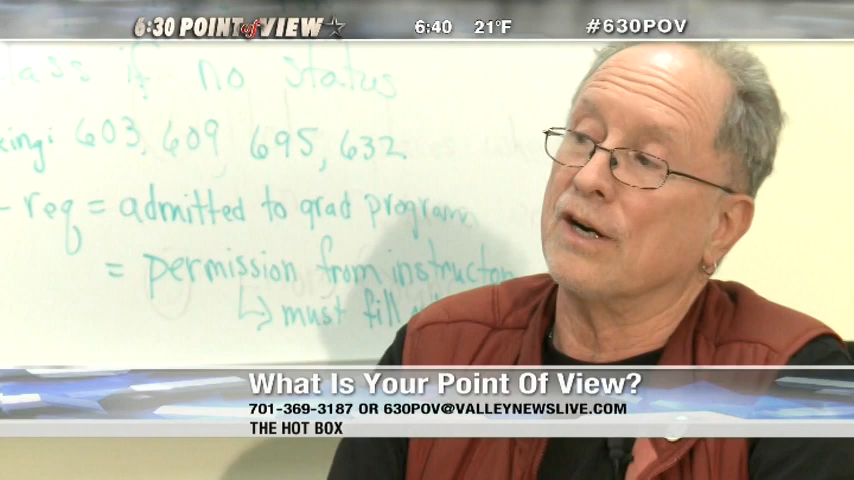 6:30 POINT of VIEW
6:40 21°F
#630POV
if no status
603, 609 695, 632
req = admitted to grad program
= permission from instructor
↳ must fill
What Is Your Point Of View?
701-369-3187 OR 630POV@VALLEYNEWSLIVE.COM
THE HOT BOX